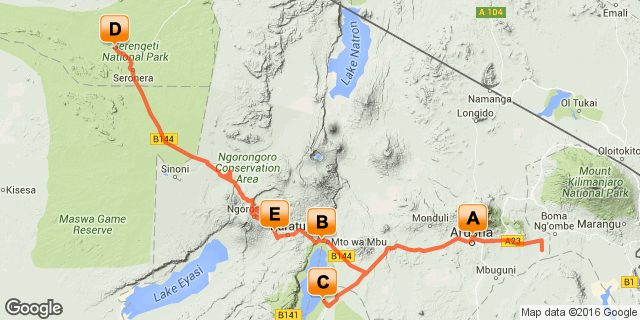 A 104
Emali
D
Serengeti
National Park
Seronera
Lake Natron
Namanga
Longido
Ol Tukai
B144
Sinoni
Ngorongoro
Conservation
Area
Mount
Kilimanjaro
National Park
Kisesa
Maswa Game
Reserve
E
B
Mto wa Mbu
Monduli
A
Arusha
A23
Boma
Ng'ombe
Marangu
B144
Mbuguni
C
Lake Eyasi
B141
B1
Google
Map data ©2016 Google